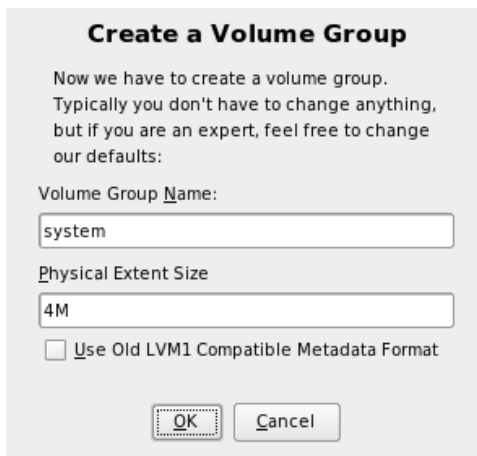 Create a Volume Group
Now we have to create a volume group.
Typically you don't have to change anything,
but if you are an expert, feel free to change
our defaults:
Volume Group Name:
system
Physical Extent Size
4M
Use Old LVM1 Compatible Metadata Format
OK Cancel